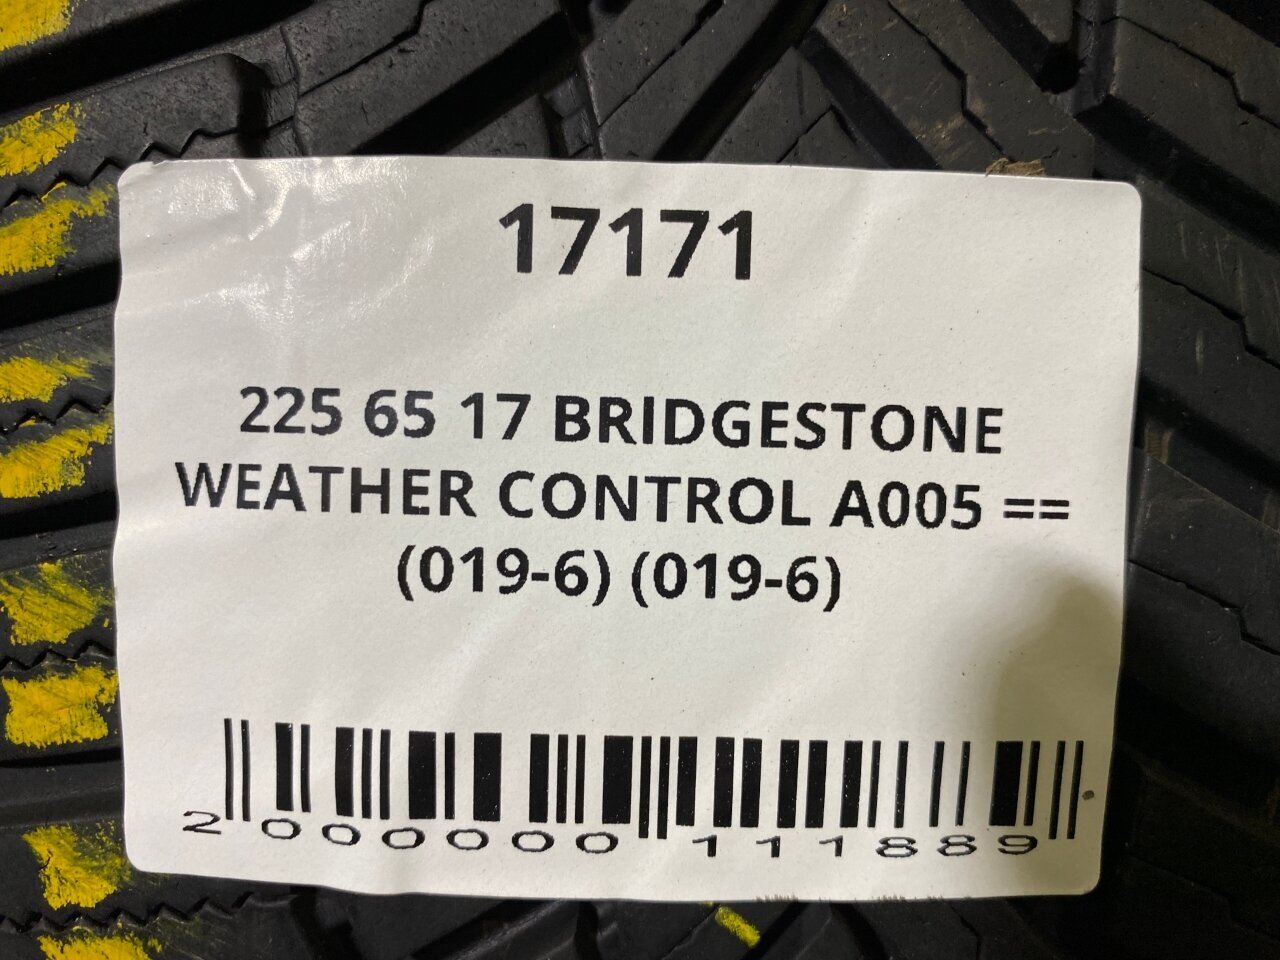 17171
225 65 17 BRIDGESTONE
WEATHER CONTROL A005 ==
(019-6) (019-6)
2 000000 111889